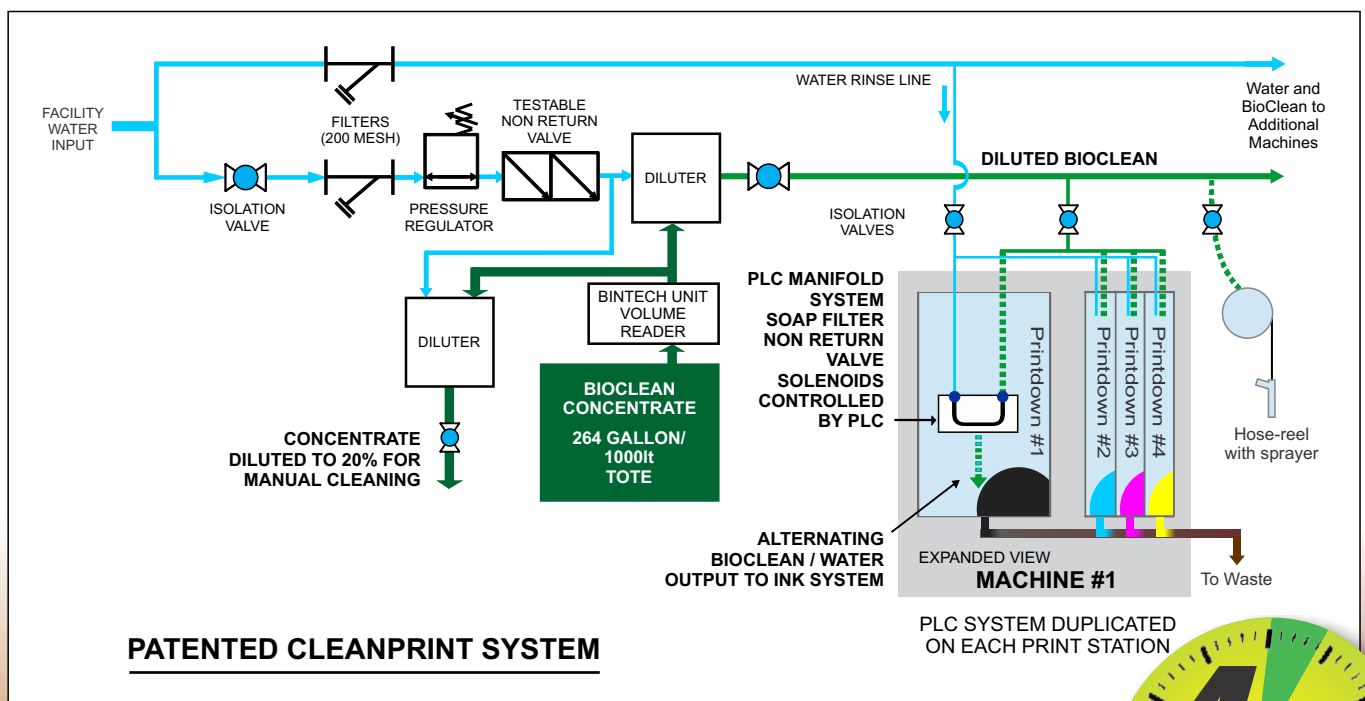 FACILITY
WATER
INPUT
FILTERS
(200 MESH)
ISOLATION
VALVE
PRESSURE
REGULATOR
TESTABLE
NON RETURN
VALVE
DILUTER
WATER RINSE LINE
Water and
BioClean to
Additional
Machines
DILUTED BIOCLEAN
ISOLATION
VALVES
DILUTER
BINTECH UNIT
VOLUME
READER
BIOCLEAN
CONCENTRATE
264 GALLON/
1000lt
TOTE
CONCENTRATE
DILUTED TO 20% FOR
MANUAL CLEANING
PLC MANIFOLD
SYSTEM
SOAP FILTER
NON RETURN
VALVE
SOLENOIDS
CONTROLLED
BY PLC
Printdown #1
Printdown #2
Printdown #3
Printdown #4
Hose-reel
with sprayer
ALTERNATING
BIOCLEAN / WATER
OUTPUT TO INK SYSTEM
EXPANDED VIEW
MACHINE #1
To Waste
PLC SYSTEM DUPLICATED
ON EACH PRINT STATION
PATENTED CLEANPRINT SYSTEM